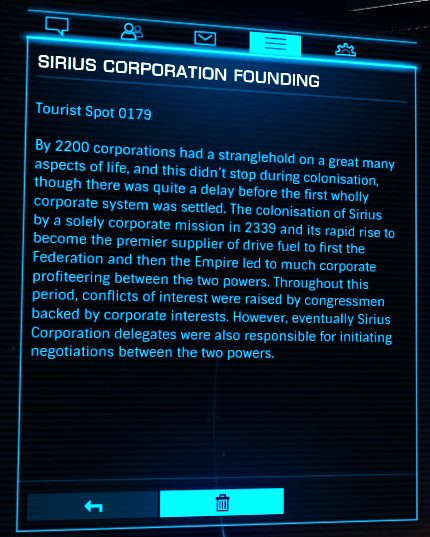 SIRIUS CORPORATION FOUNDING
Tourist Spot 0179
By 2200 corporations had a stranglehold on a great many
aspects of life, and this didn't stop during colonisation,
though there was quite a delay before the first wholly
corporate system was settled. The colonisation of Sirius
by a solely corporate mission in 2339 and its rapid rise to
become the premier supplier of drive fuel to first the
Federation and then the Empire led to much corporate
profiteering between the two powers. Throughout this
period, conflicts of interest were raised by congressmen
backed by corporate interests. However, eventually Sirius
Corporation delegates were also responsible for initiating
negotiations between the two powers.